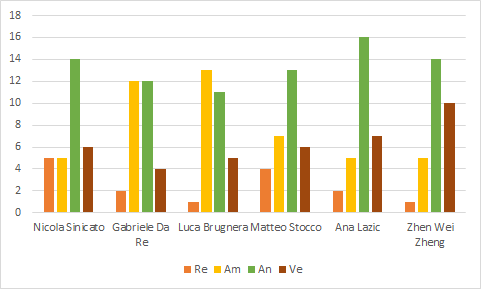 18
16
14
12
10
8
6
4
2
0
Nicola Sinicato
Gabriele Da
Re
Luca Brugnera
Matteo Stocco
Ana Lazic
Zhen Wei
Zheng
Re Am An Ve